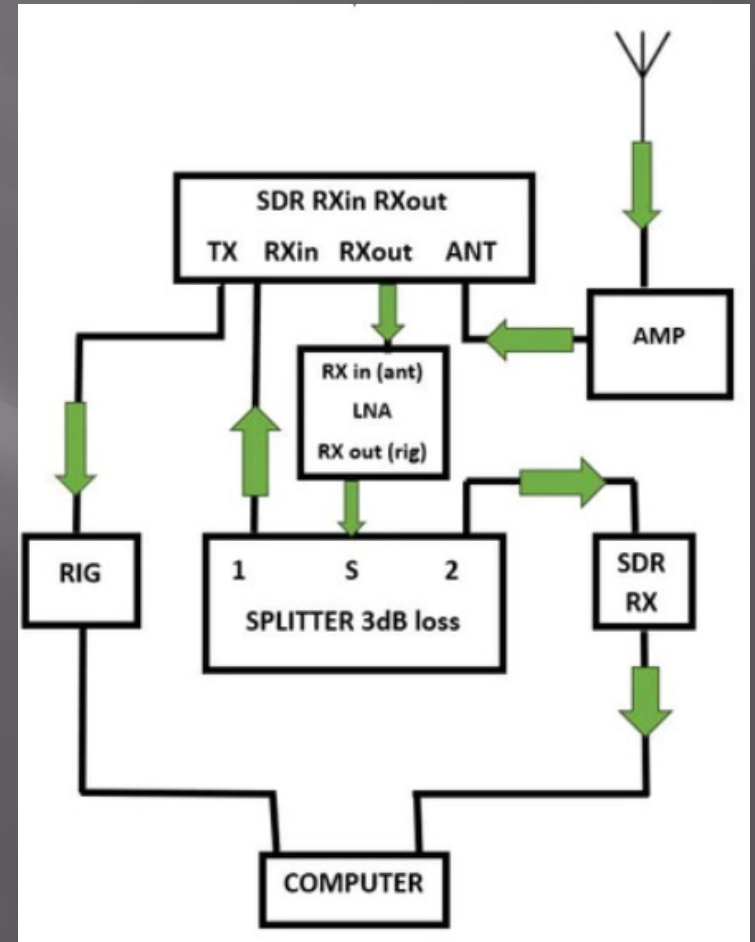 SDR RXin RXout
TX RXin RXout ANT
AMP
RX in (ant)
LNA
RX out (rig)
RIG
1 S 2
SPLITTER 3dB loss
SDR
RX
COMPUTER